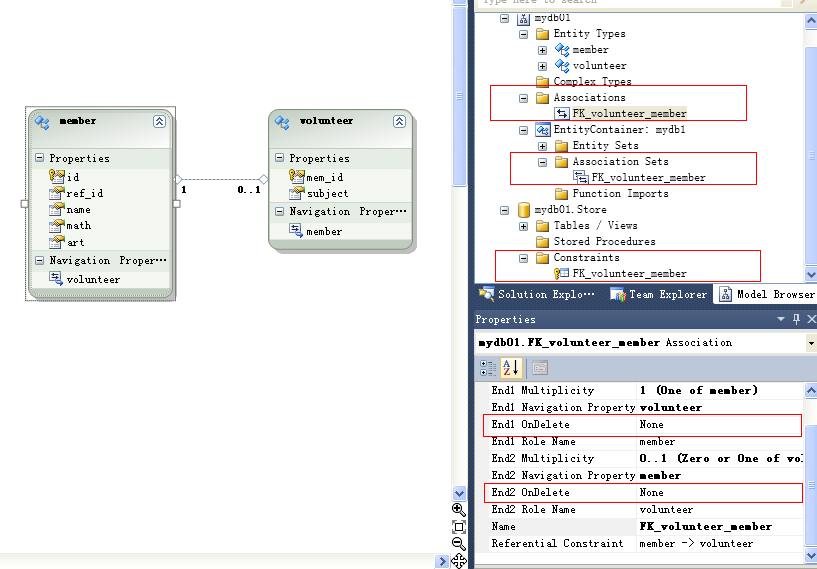 member
Properties
id
ref_id
name
math
art
Navigation Proper...
volunteer
1
0..1
volunteer
Properties
mem_id
subject
Navigation Proper...
member
Type here to search
mydb01
Entity Types
member
volunteer
Complex Types
Associations
FK_volunteer_member
EntityContainer: mydb1
Entity Sets
Association Sets
FK_volunteer_member
Function Imports
mydb01.Store
Tables / Views
Stored Procedures
Constraints
FK_volunteer_member
Solution Explo... Team Explorer Model Browser
Properties
mydb01.FK_volunteer_member Association
End1 Multiplicity 1 (One of member)
End1 Navigation Property volunteer
End1 OnDelete None
End1 Role Name member
End2 Multiplicity 0..1 (Zero or One of vol
End2 Navigation Property member
End2 OnDelete None
End2 Role Name volunteer
Name FK_volunteer_member
Referential Constraint member -> volunteer